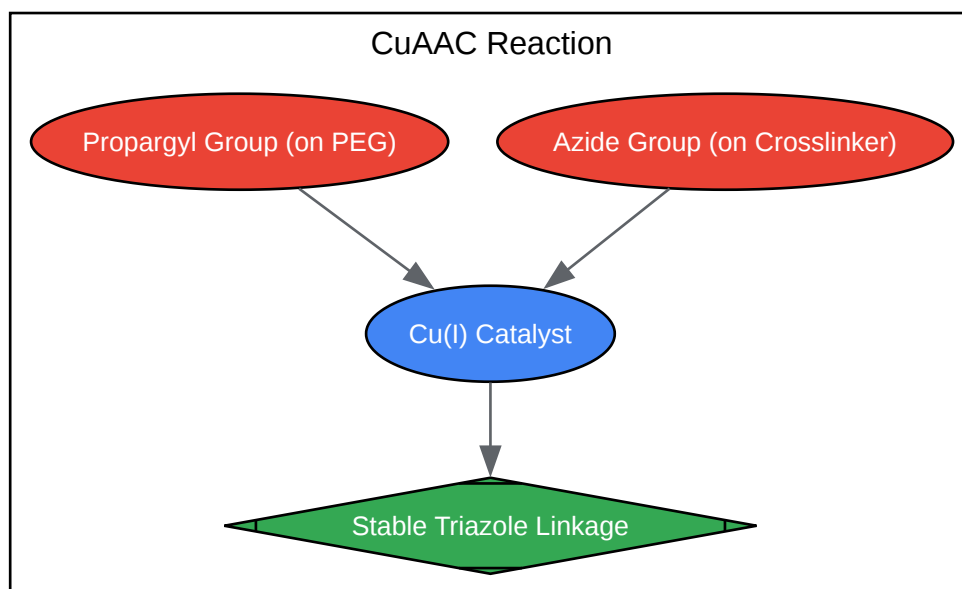 CuAAC Reaction
Propargyl Group (on PEG)
Azide Group (on Crosslinker)
Cu(I) Catalyst
Stable Triazole Linkage